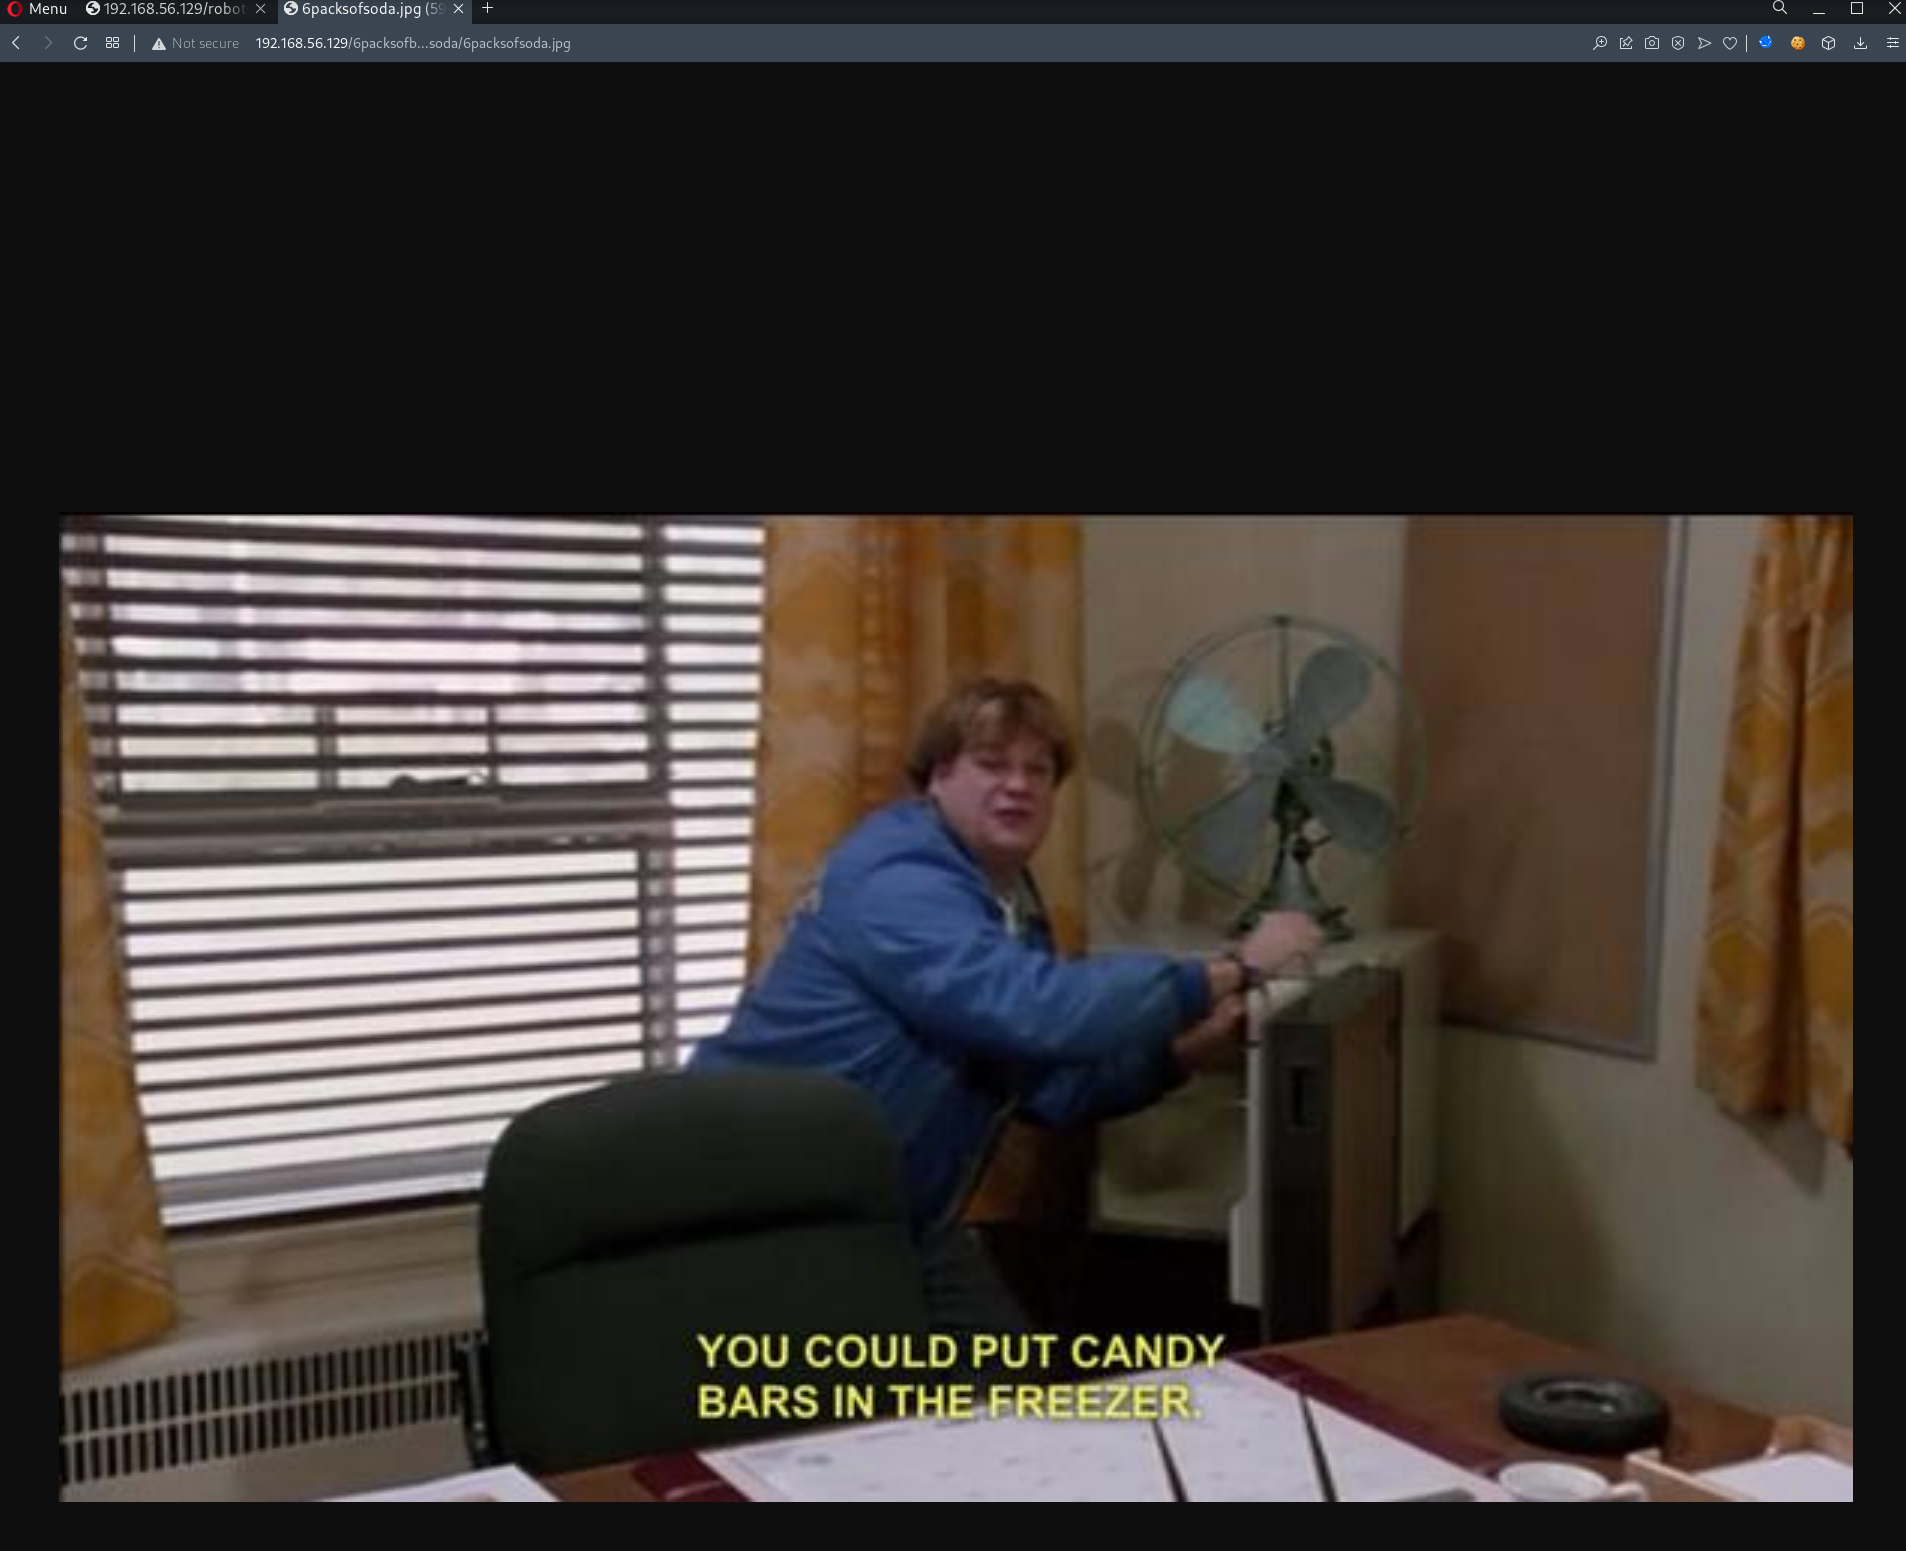 Menu
192.168.56.129/robot
6packsofsoda.jpg (59
Not secure
192.168.56.129/6packsofb...soda/6packsofsoda.jpg
YOU COULD PUT CANDY
BARS IN THE FREEZER.